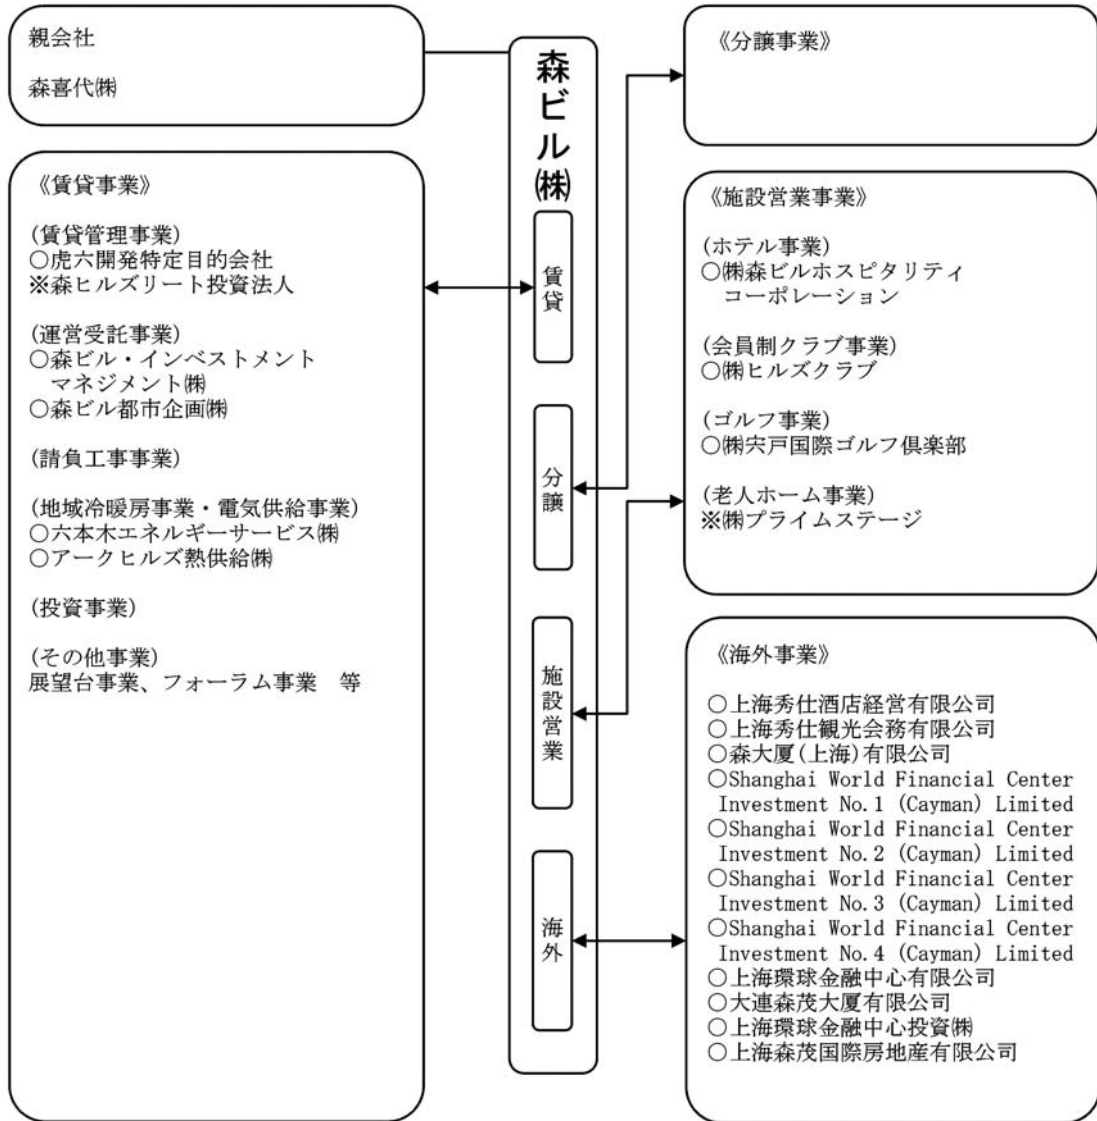 親会社
森喜代㈱
《賃貸事業》
(賃貸管理事業)
○虎六開発特定目的会社
※森ヒルズリート投資法人
(運営受託事業)
○森ビル・インベストメント
マネジメント㈱
○森ビル都市企画㈱
(請負工事事業)
(地域冷暖房事業・電気供給事業)
○六本木エネルギーサービス㈱
○アークヒルズ熱供給㈱
(投資事業)
(その他事業)
展望台事業、フォーラム事業　等
森ビル㈱
賃貸
分譲
施設営業
海外
《分譲事業》
《施設営業事業》
(ホテル事業)
○㈱森ビルホスピタリティ
コーポレーション
(会員制クラブ事業)
○㈱ヒルズクラブ
(ゴルフ事業)
○㈱宍戸国際ゴルフ倶楽部
(老人ホーム事業)
※㈱プライムステージ
《海外事業》
○上海秀仕酒店経営有限公司
○上海秀仕観光会務有限公司
○森大厦(上海)有限公司
○Shanghai World Financial Center
Investment No.1 (Cayman) Limited
○Shanghai World Financial Center
Investment No.2 (Cayman) Limited
○Shanghai World Financial Center
Investment No.3 (Cayman) Limited
○Shanghai World Financial Center
Investment No.4 (Cayman) Limited
○上海環球金融中心有限公司
○大連森茂大厦有限公司
○上海環球金融中心投資㈱
○上海森茂国際房地産有限公司